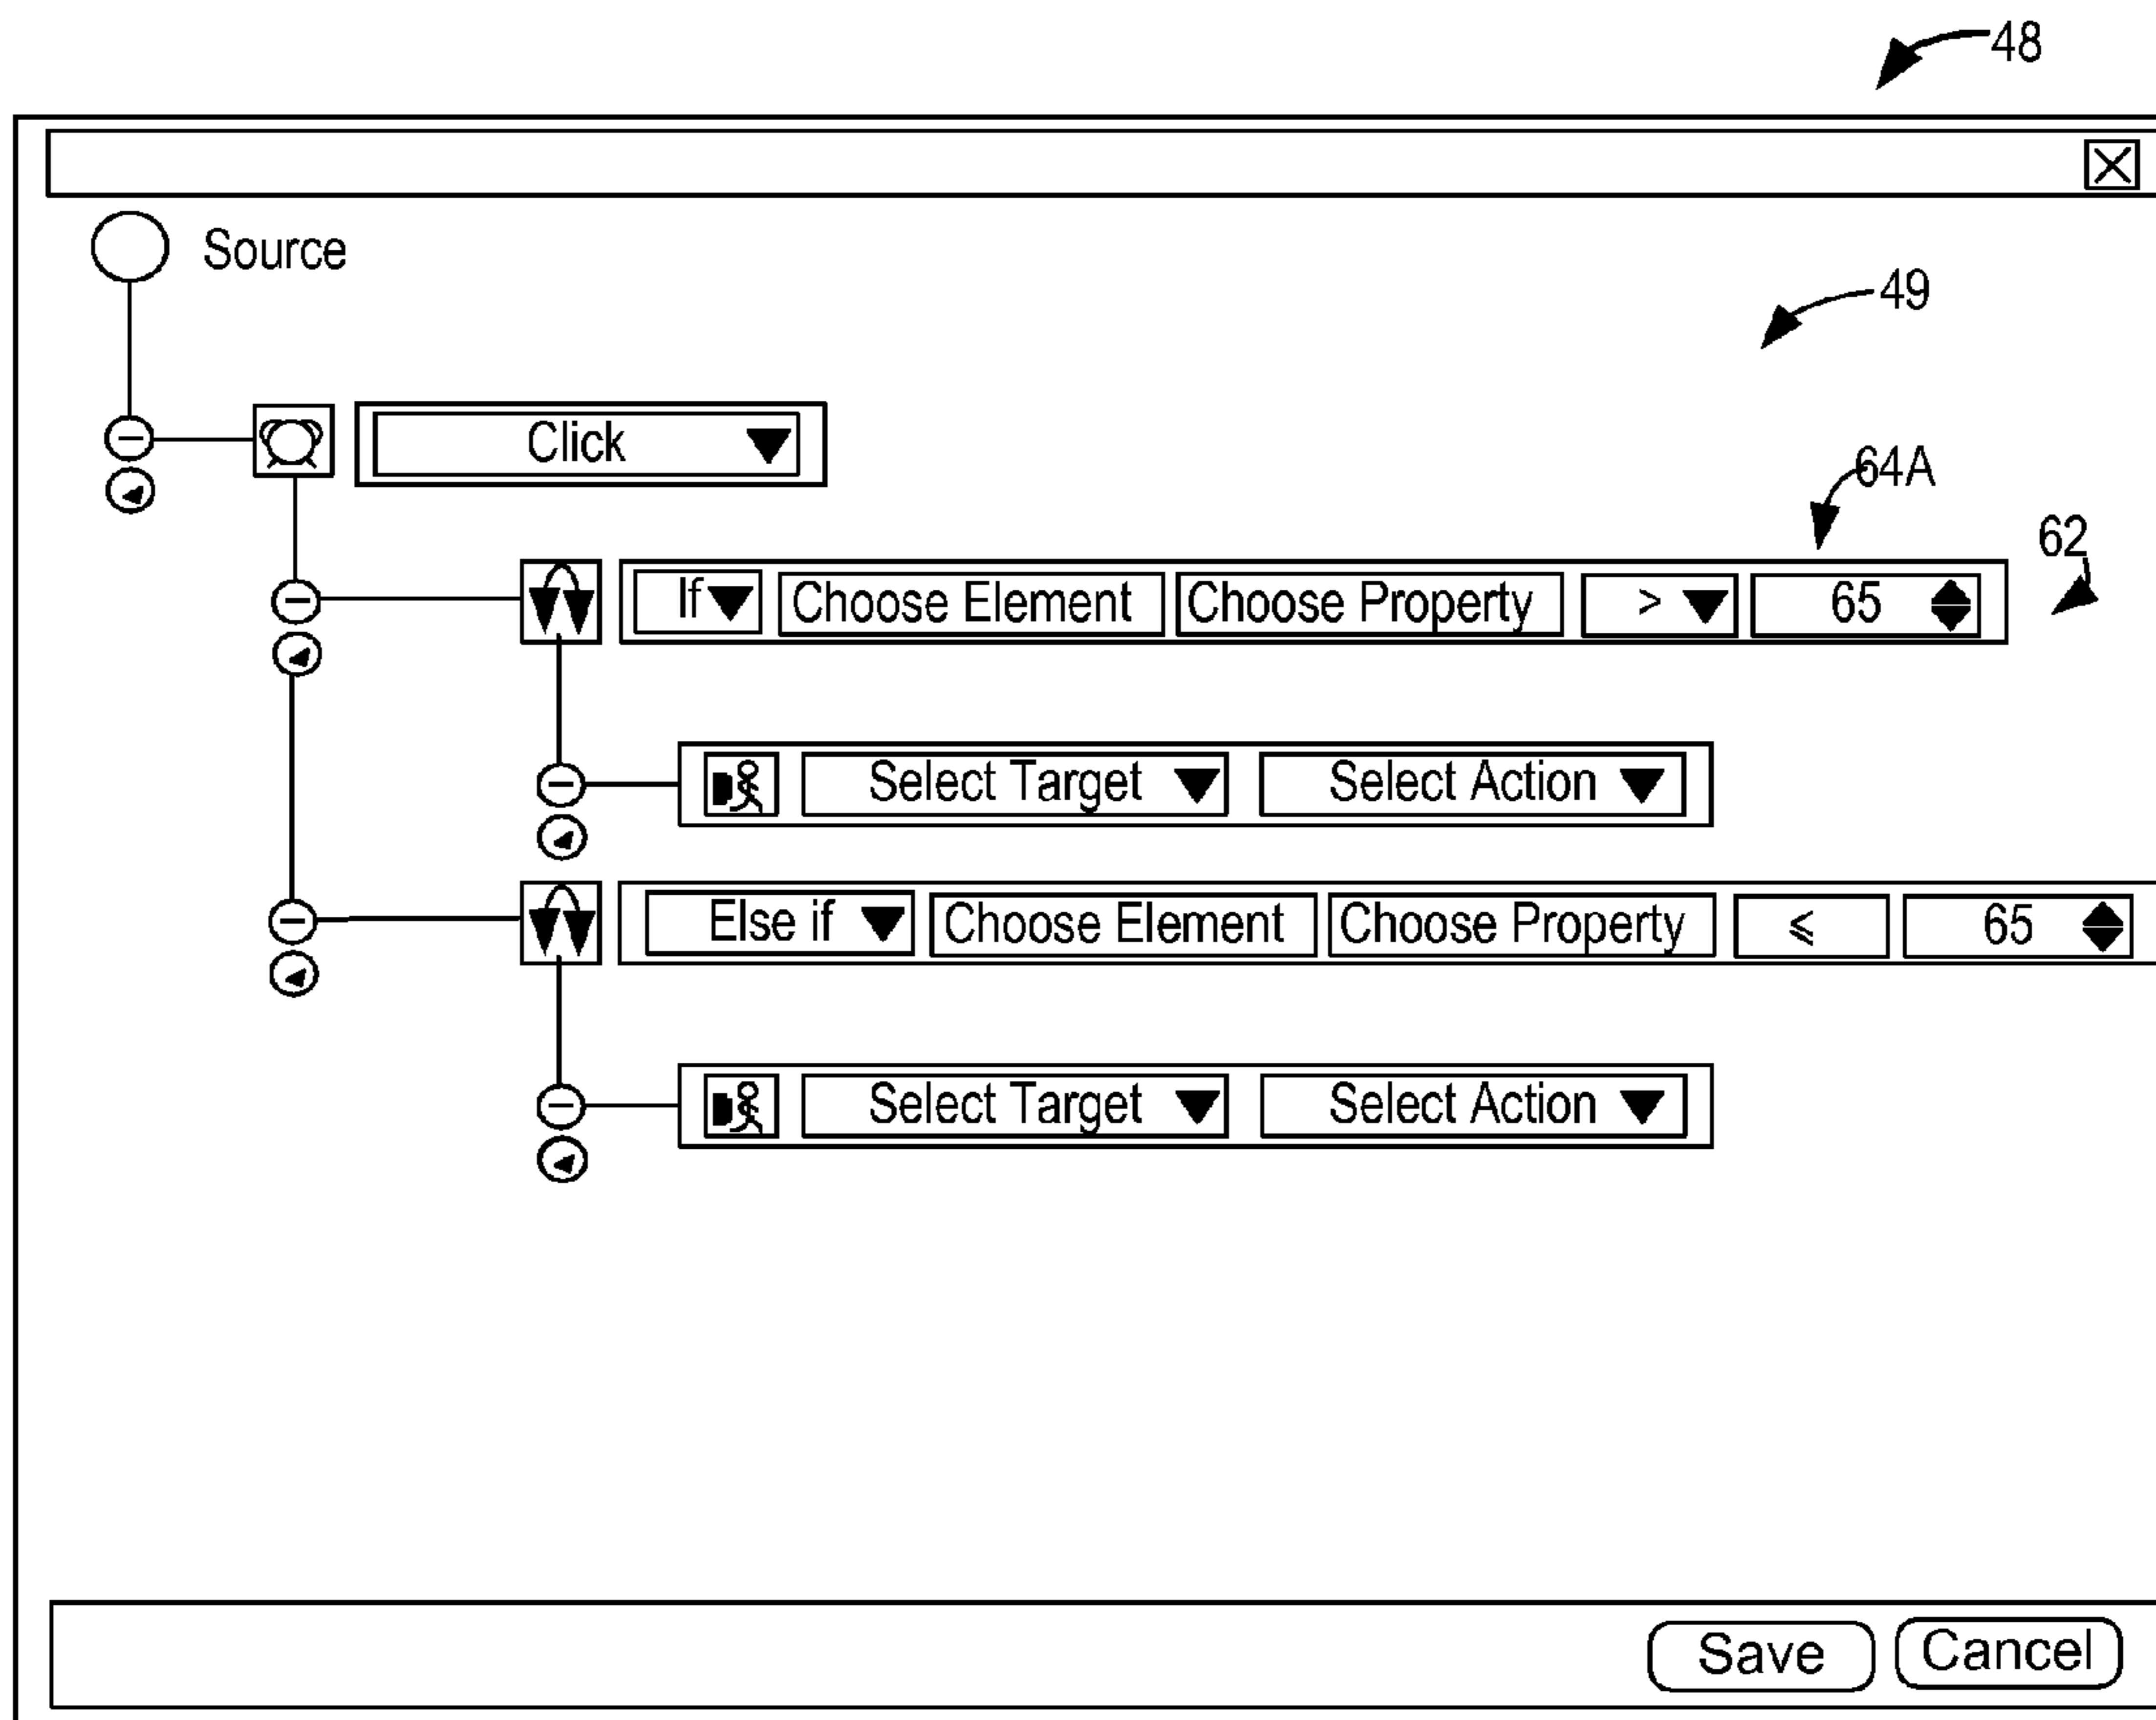 48
Source
49
Click
64A
62
If Choose Element Choose Property > 65
Select Target Select Action
Else if Choose Element Choose Property ⩽ 65
Select Target Select Action
Save Cancel